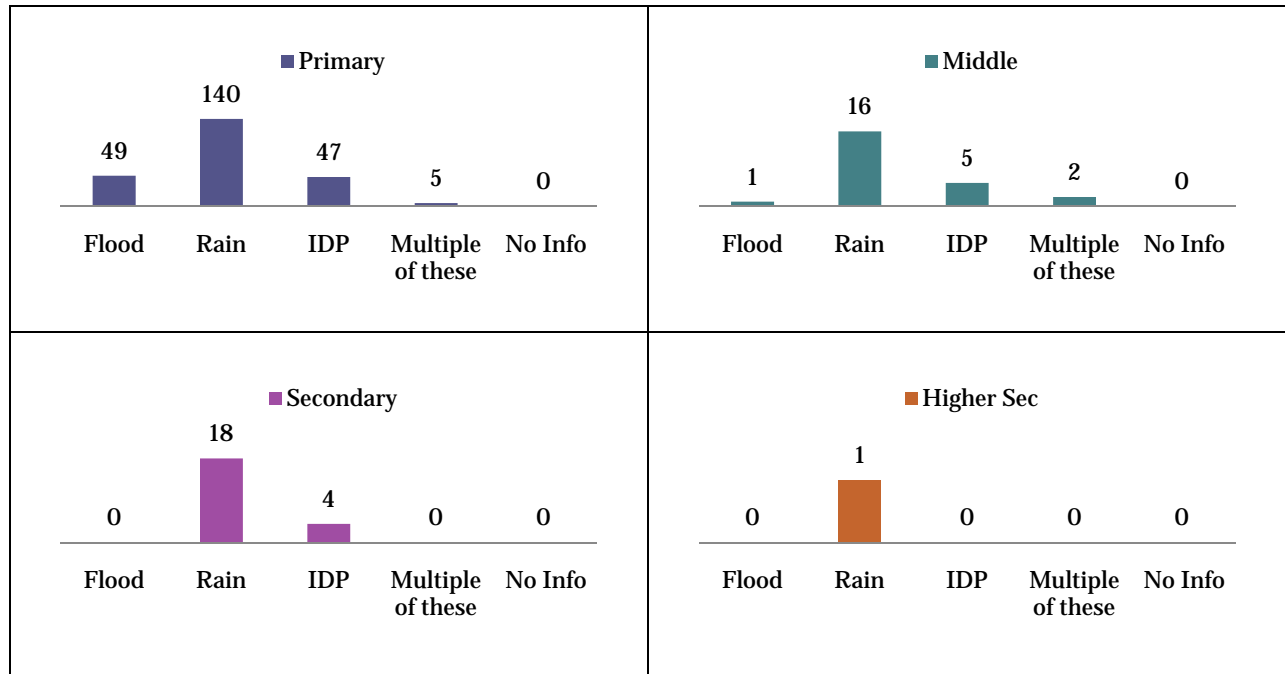 Primary
140
49
47
5
0
Flood
Rain
IDP
Multiple
of these
No Info
Middle
16
1
5
2
0
Flood
Rain
IDP
Multiple
of these
No Info
Secondary
18
0
4
0
0
Flood
Rain
IDP
Multiple
of these
No Info
Higher Sec
1
0
0
0
0
Flood
Rain
IDP
Multiple
of these
No Info